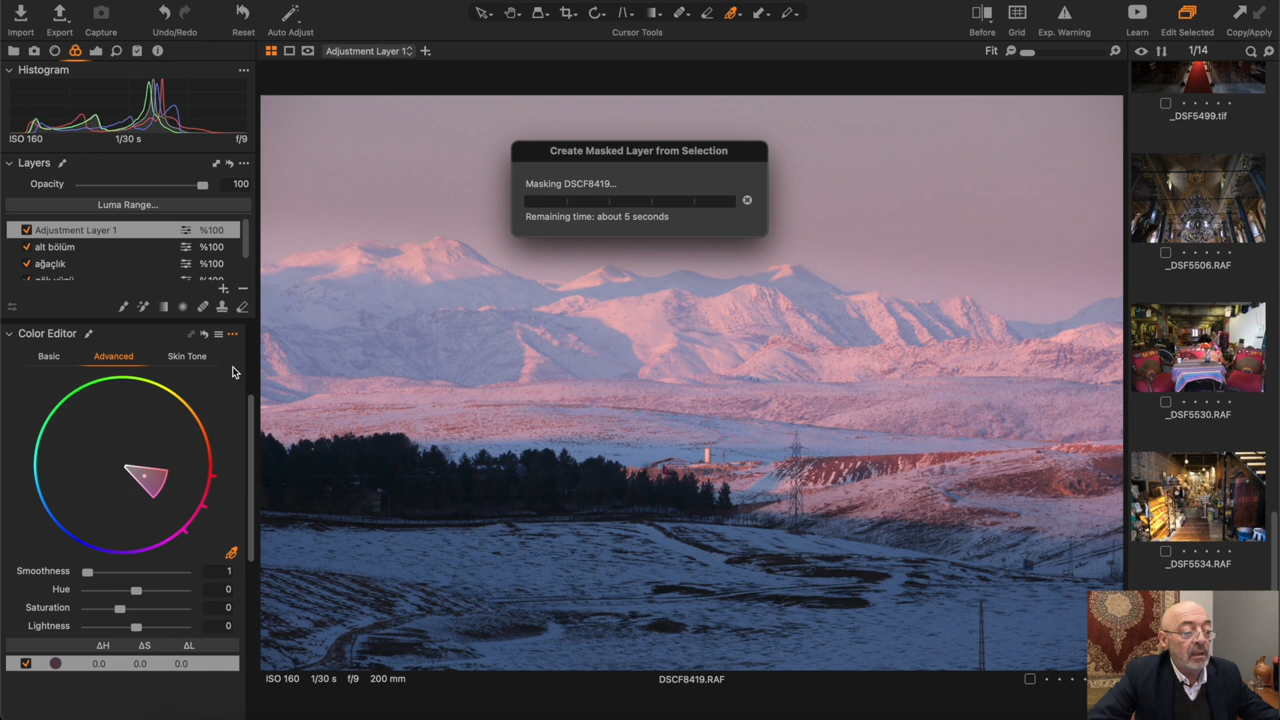 Import Export Capture Undo/Redo Reset Auto Adjust Cursor Tools Before Grid Exp. Warning Learn Edit Selected Copy/Apply
Adjustment Layer 1 Fit 1/14
Histogram
ISO 160 1/30 s f/9
Layers
Opacity 100
Luma Range...
Adjustment Layer 1 %100
alt bölüm %100
ağaçlık %100
Color Editor
Basic Advanced Skin Tone
Smoothness 1
Hue 0
Saturation 0
Lightness 0
ΔH ΔS ΔL
0.0 0.0 0.0
Create Masked Layer from Selection
Masking DSCF8419...
Remaining time: about 5 seconds
ISO 160 1/30 s f/9 200 mm DSCF8419.RAF
_DSF5499.tif
_DSF5506.RAF
_DSF5530.RAF
_DSF5534.RAF